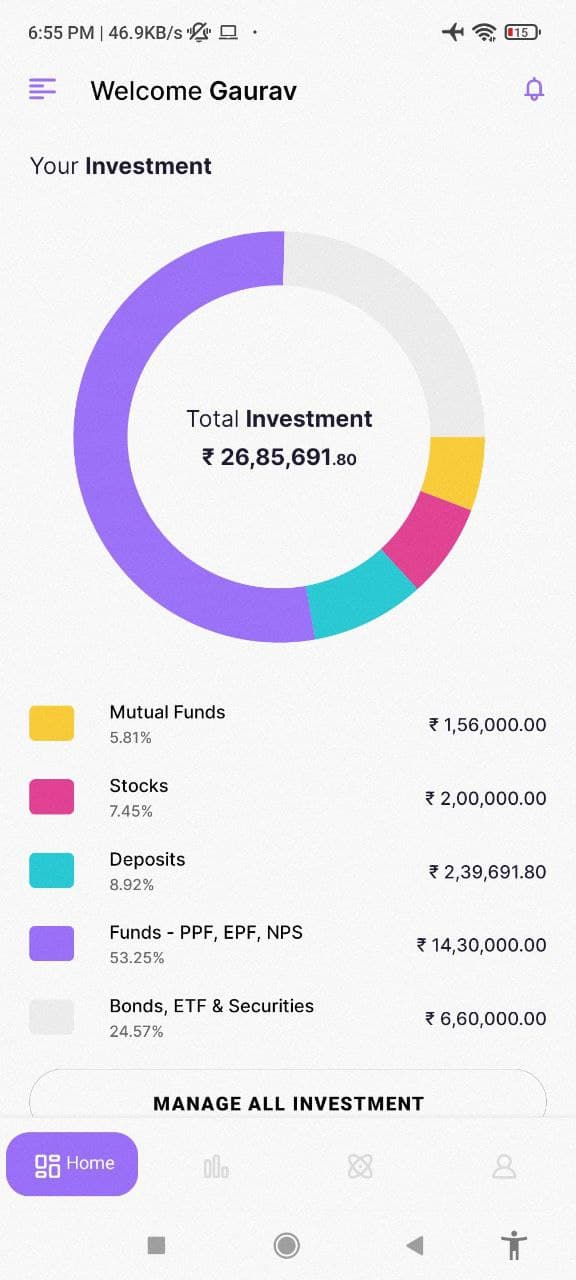 6:55 PM | 46.9KB/s
15
Welcome Gaurav
Your Investment
Total Investment
₹ 26,85,691.80
Mutual Funds
5.81%
₹ 1,56,000.00
Stocks
7.45%
₹ 2,00,000.00
Deposits
8.92%
₹ 2,39,691.80
Funds - PPF, EPF, NPS
53.25%
₹ 14,30,000.00
Bonds, ETF & Securities
24.57%
₹ 6,60,000.00
MANAGE ALL INVESTMENT
Home